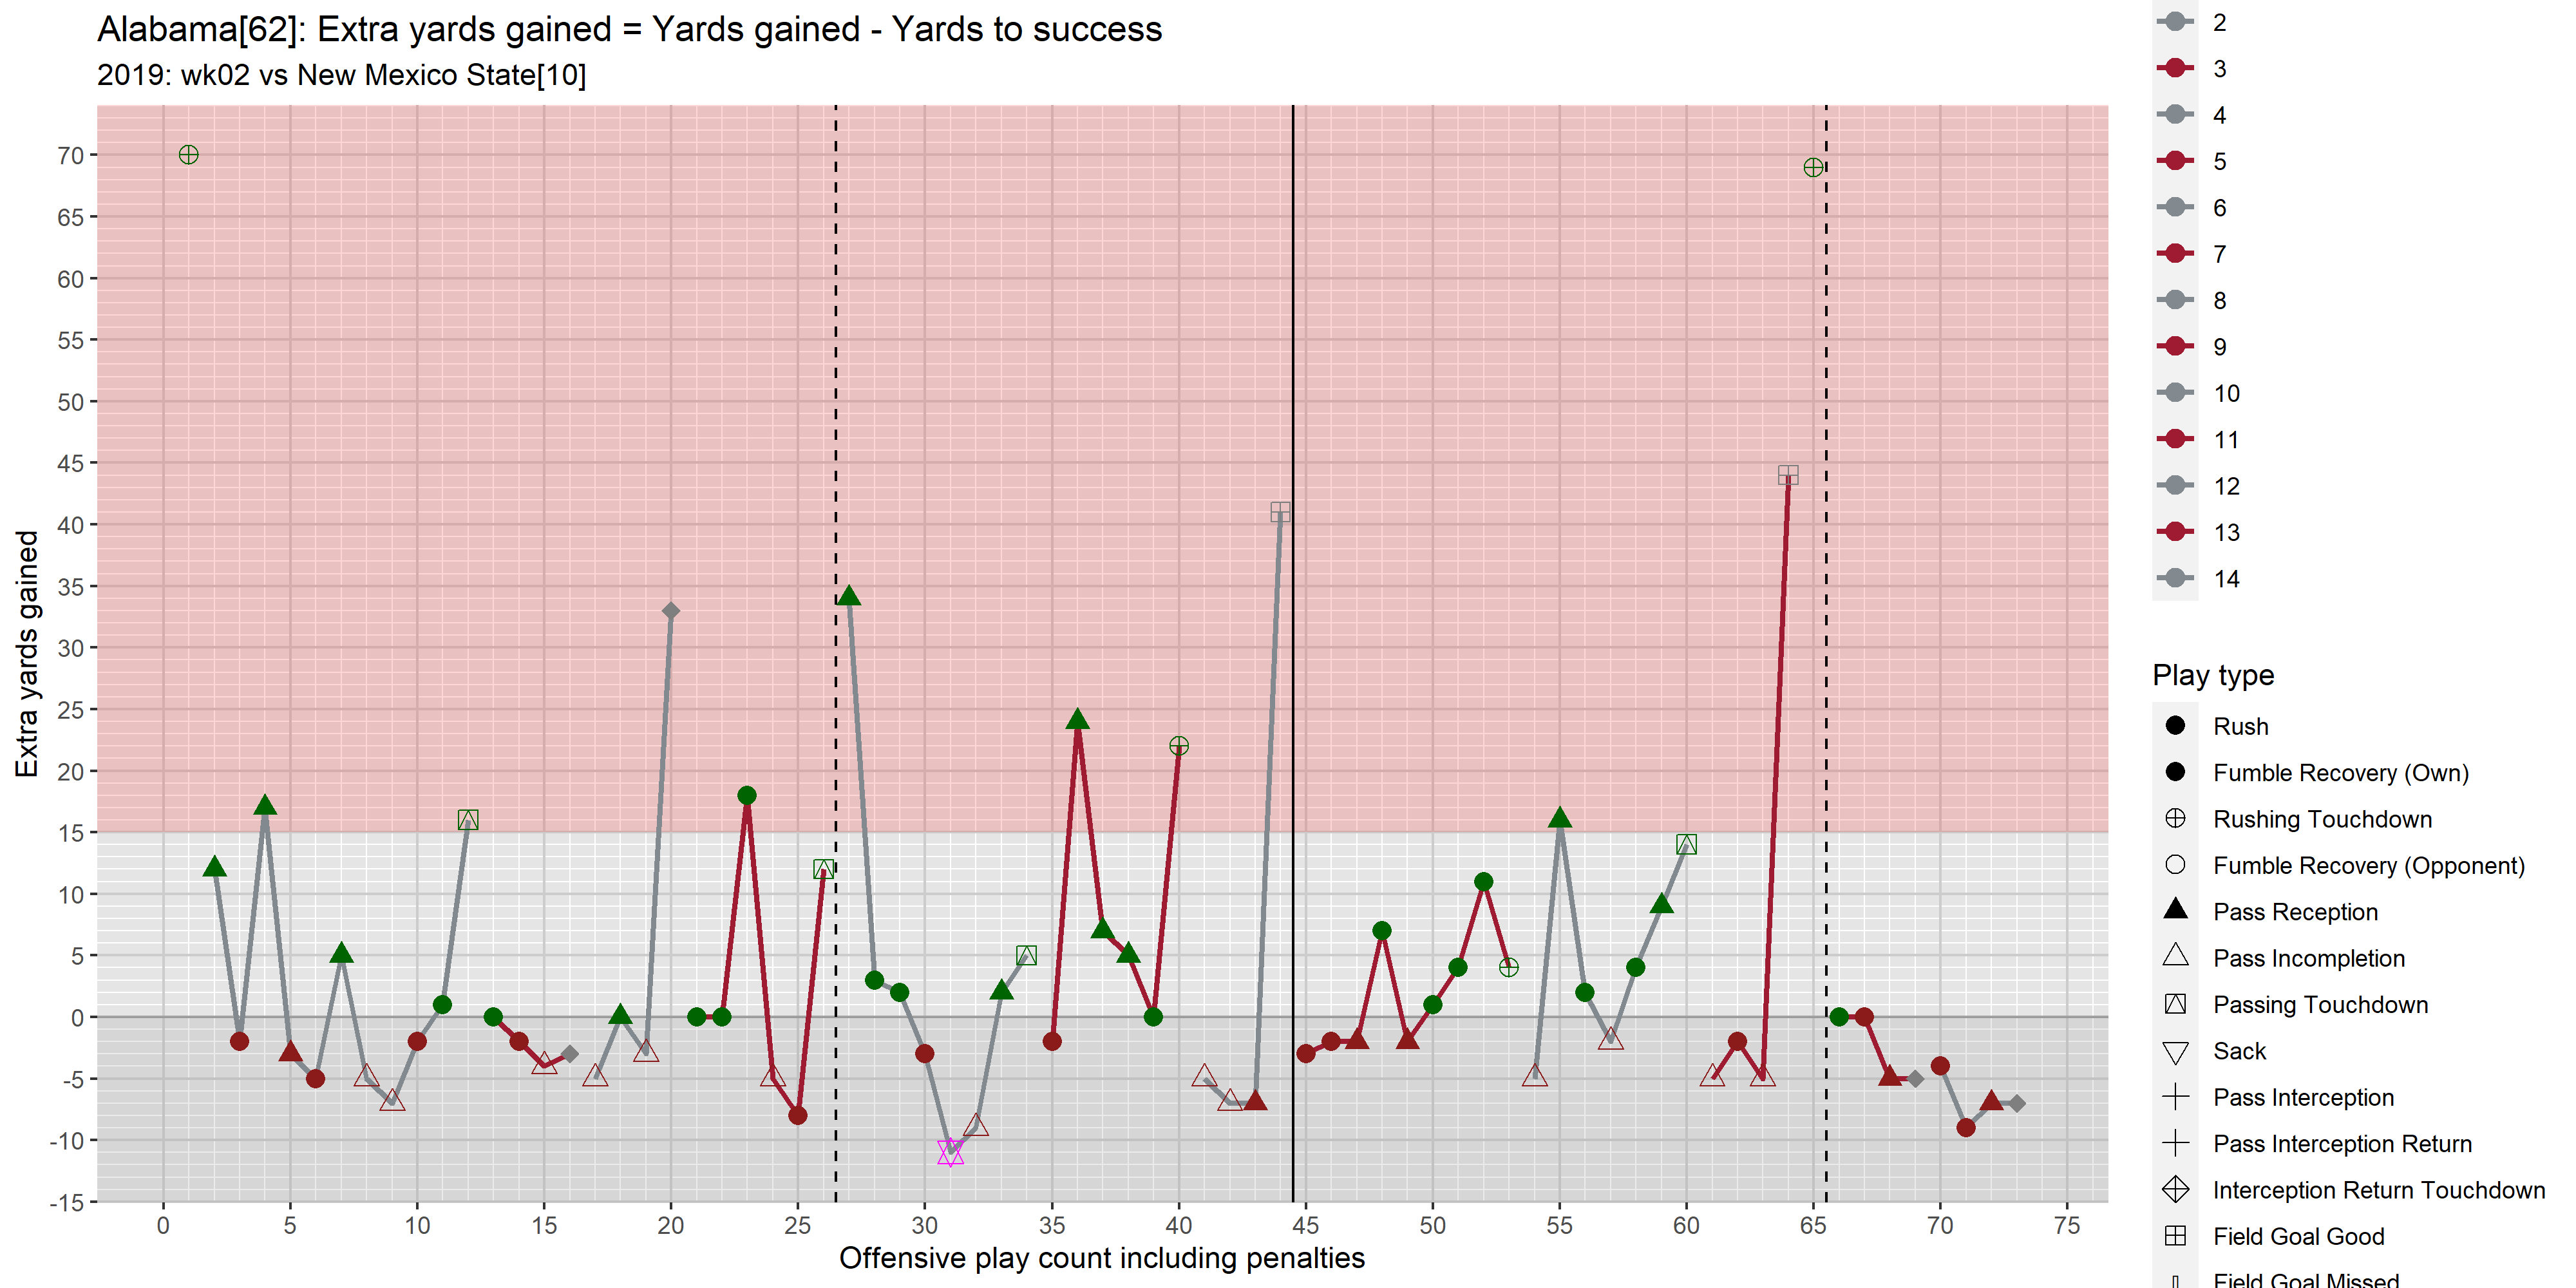 Alabama[62]: Extra yards gained = Yards gained - Yards to success
2019: wk02 vs New Mexico State[10]
Extra yards gained
70
65
60
55
50
45
40
35
30
25
20
15
10
5
0
-5
-10
-15
0 5 10 15 20 25 30 35 40 45 50 55 60 65 70 75
Offensive play count including penalties
2
3
4
5
6
7
8
9
10
11
12
13
14
Play type
Rush
Fumble Recovery (Own)
Rushing Touchdown
Fumble Recovery (Opponent)
Pass Reception
Pass Incompletion
Passing Touchdown
Sack
Pass Interception
Pass Interception Return
Interception Return Touchdown
Field Goal Good
Field Goal Missed